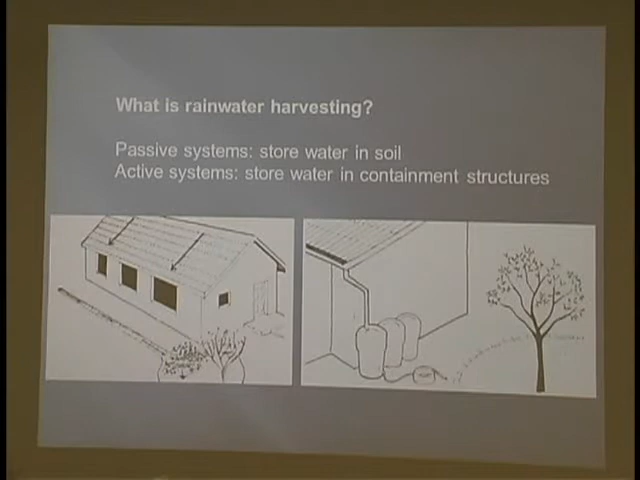 What is rainwater harvesting?
Passive systems: store water in soil
Active systems: store water in containment structures